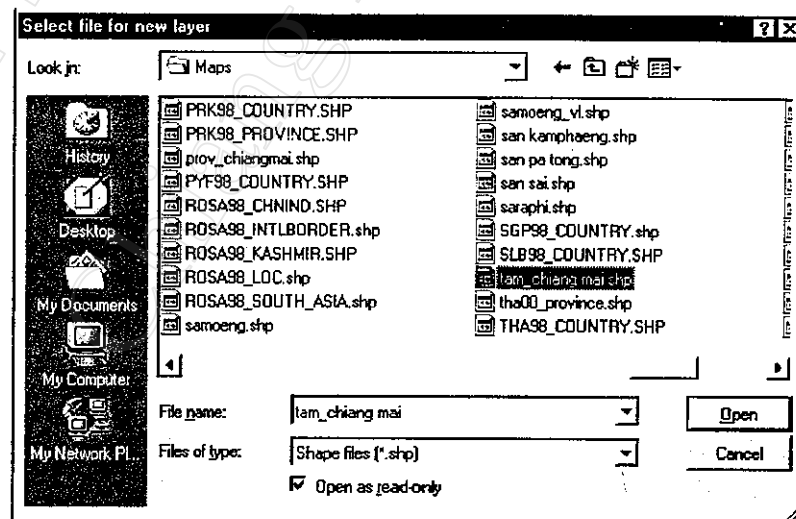 Select file for new layer
Look in:
Maps
History
Desktop
My Documents
My Computer
My Network Pl...
PRK98_COUNTRY.SHP
PRK98_PROVINCE.SHP
prov_chiangmai.shp
PYF98_COUNTRY.SHP
ROSA98_CHNIND.SHP
ROSA98_INTLBORDER.shp
ROSA98_KASHMIR.SHP
ROSA98_LOC.shp
ROSA98_SOUTH_ASIA.shp
samoeng.shp
samoeng_vl.shp
san kamphaeng.shp
san pa tong.shp
san sai.shp
saraphi.shp
SGP98_COUNTRY.shp
SLB98_COUNTRY.SHP
tam_chiang mai.shp
tha00_province.shp
THA98_COUNTRY.SHP
File name:
tam_chiang mai
Open
Files of type:
Shape files (*.shp)
Cancel
Open as read-only